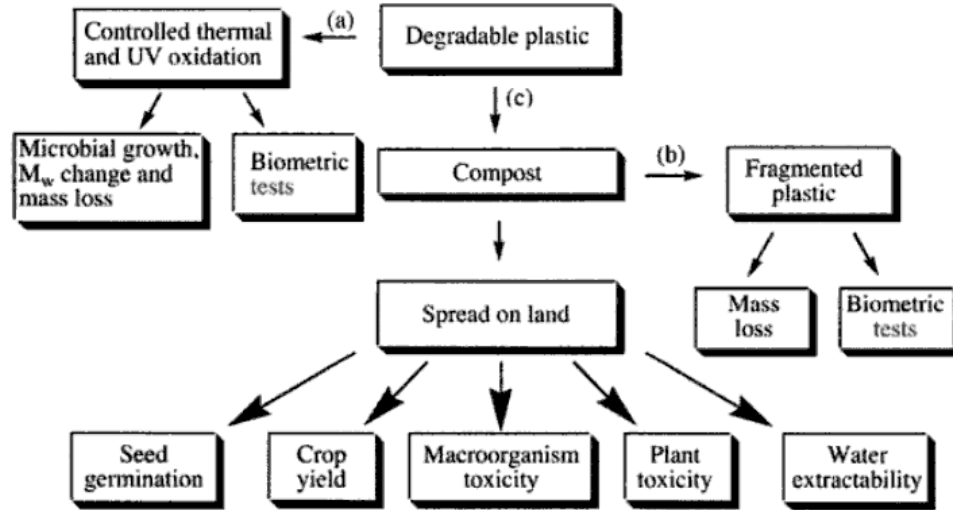 Controlled thermal
and UV oxidation
(a)
Degradable plastic
(c)
Microbial growth,
Mw change and
mass loss
Biometric
tests
Compost
(b)
Fragmented
plastic
Spread on land
Mass
loss
Biometric
tests
Seed
germination
Crop
yield
Macroorganism
toxicity
Plant
toxicity
Water
extractability